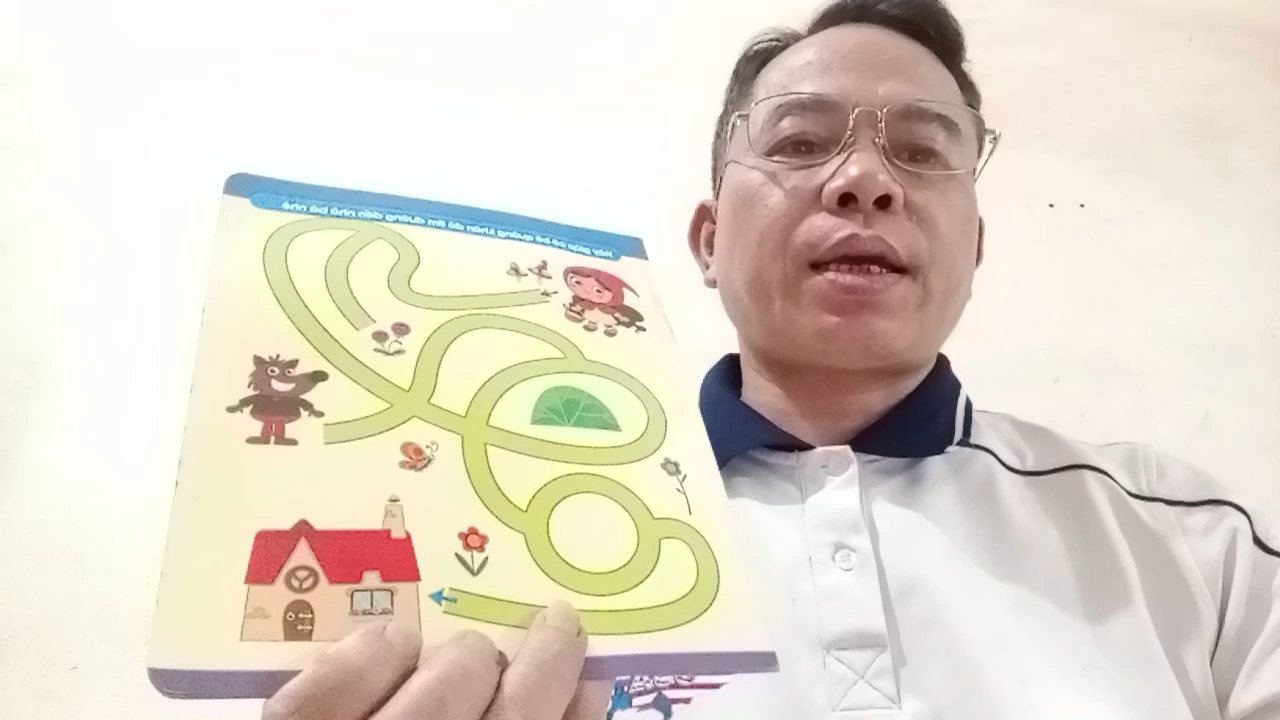 Hãy giúp cô bé quàng khăn đỏ tìm đường đến nhà bà nhé